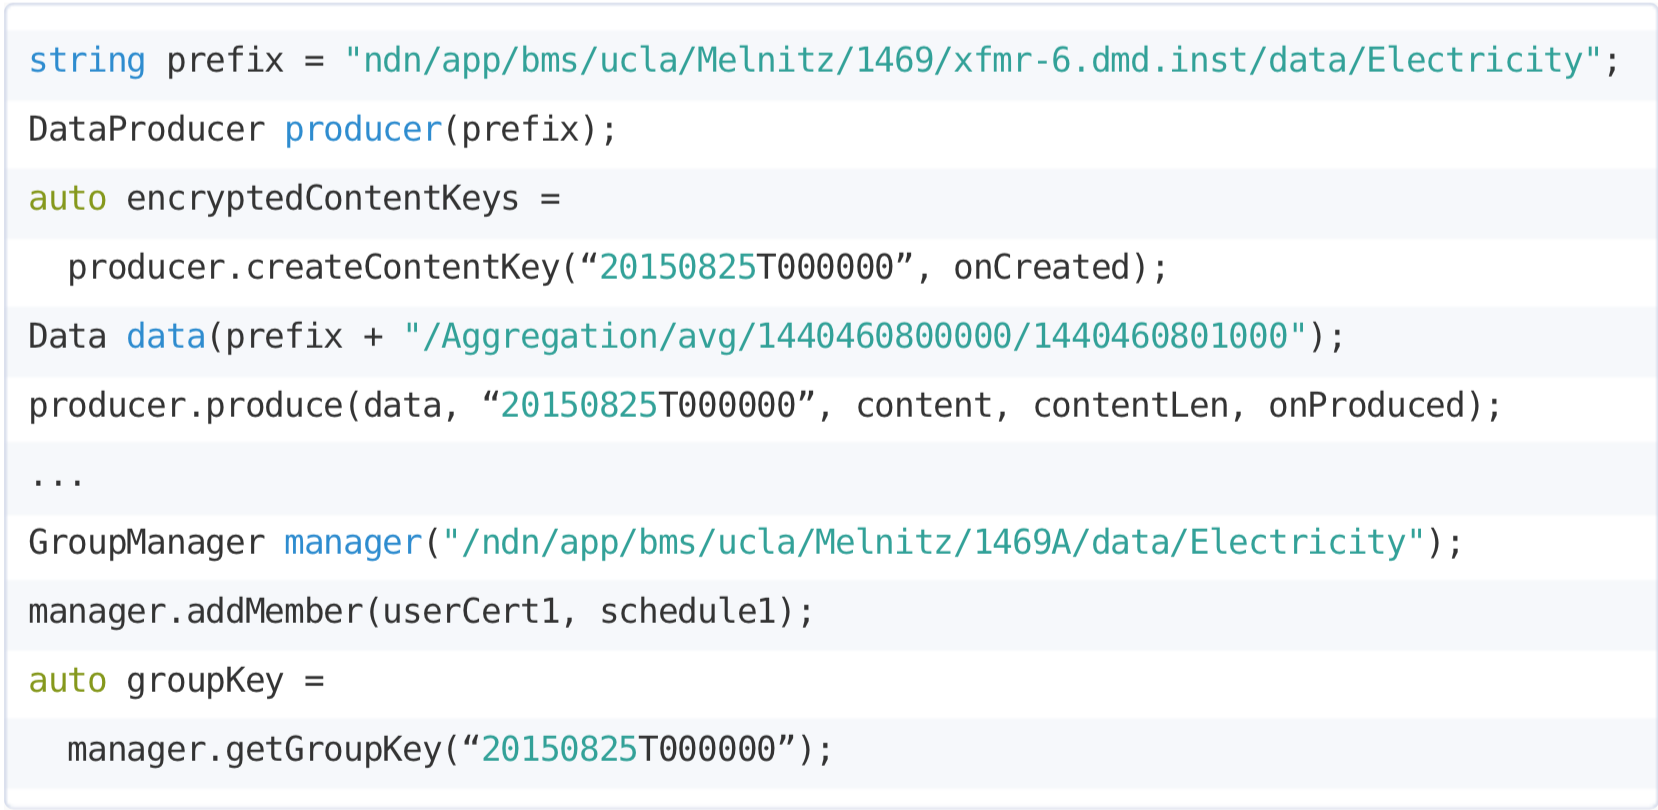 string prefix = "ndn/app/bms/ucla/Melnitz/1469/xfmr-6.dmd.inst/data/Electricity";
DataProducer producer(prefix);
auto encryptedContentKeys =
  producer.createContentKey(“20150825T000000”, onCreated);
Data data(prefix + "/Aggregation/avg/1440460800000/1440460801000");
producer.produce(data, “20150825T000000”, content, contentLen, onProduced);
...
GroupManager manager("/ndn/app/bms/ucla/Melnitz/1469A/data/Electricity");
manager.addMember(userCert1, schedule1);
auto groupKey =
  manager.getGroupKey(“20150825T000000”);